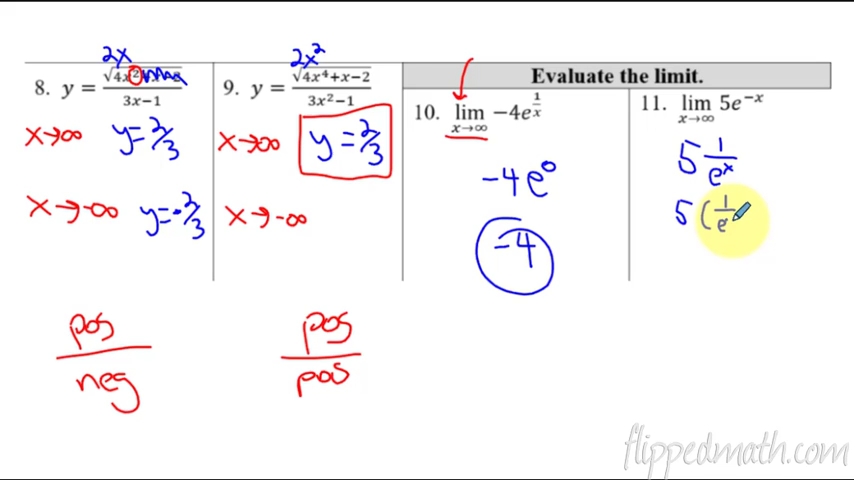 Evaluate the limit.
2x
8. y = √4x²
3x−1
x→∞ y = 2/3
x→-∞ y = -2/3
pos
neg
2x²
9. y = √4x⁴+x−2
3x²−1
x→∞ y = 2/3
x→-∞
pos
pos
10. lim −4e^(1/x)
x→∞
-4e⁰
-4
11. lim 5e⁻ˣ
x→∞
5 1/eˣ
5 (1/e
flippedmath.com